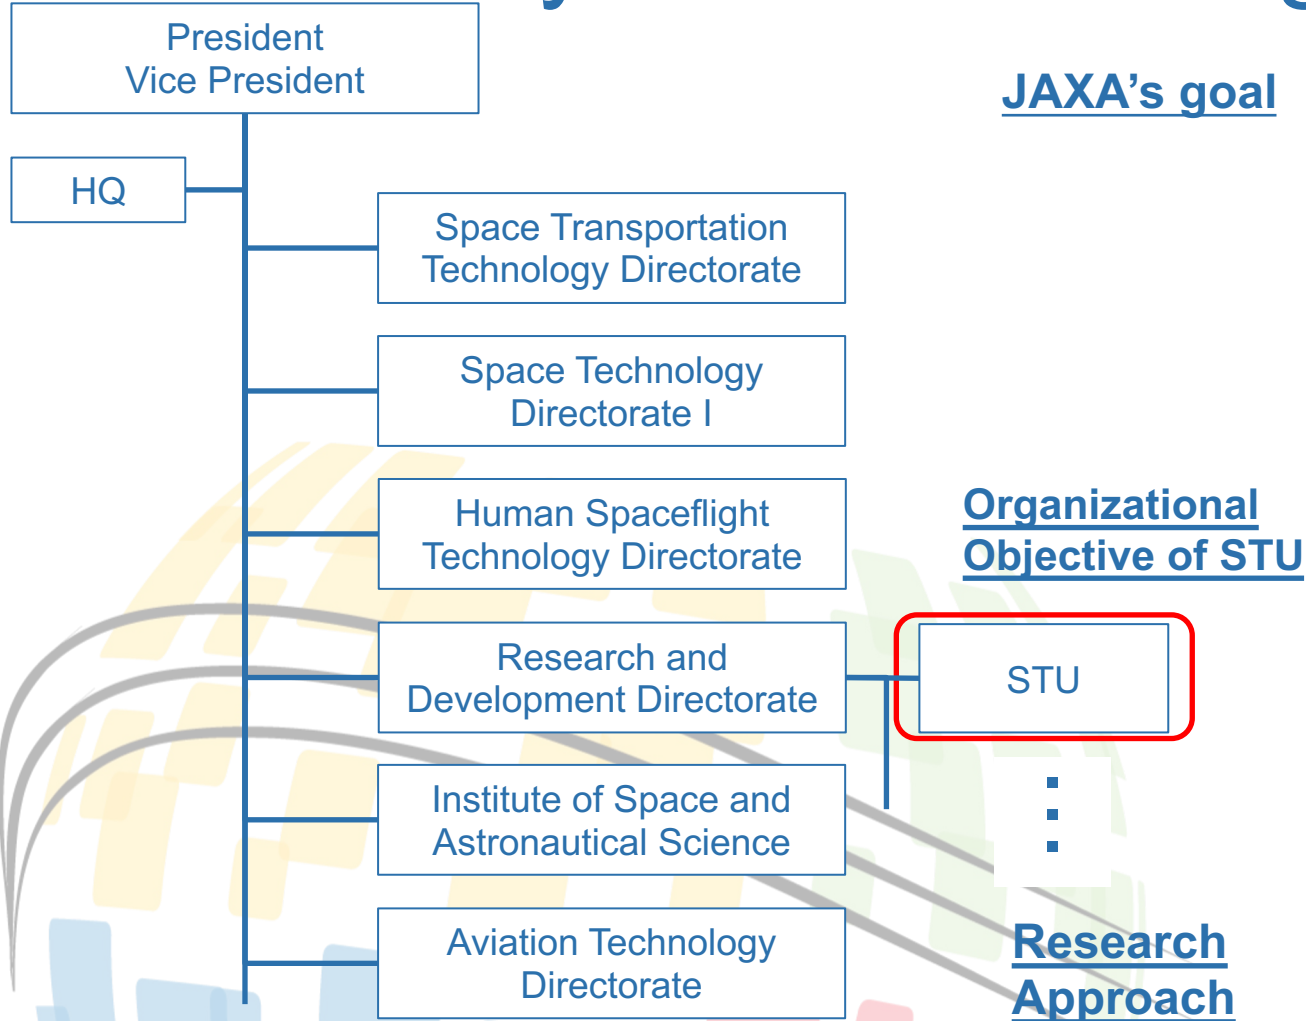 President
Vice President
JAXA's goal
HQ
Space Transportation
Technology Directorate
Space Technology
Directorate I
Human Spaceflight
Technology Directorate
Organizational
Objective of STU
Research and
Development Directorate
STU
Institute of Space and
Astronautical Science
Aviation Technology
Directorate
Research
Approach